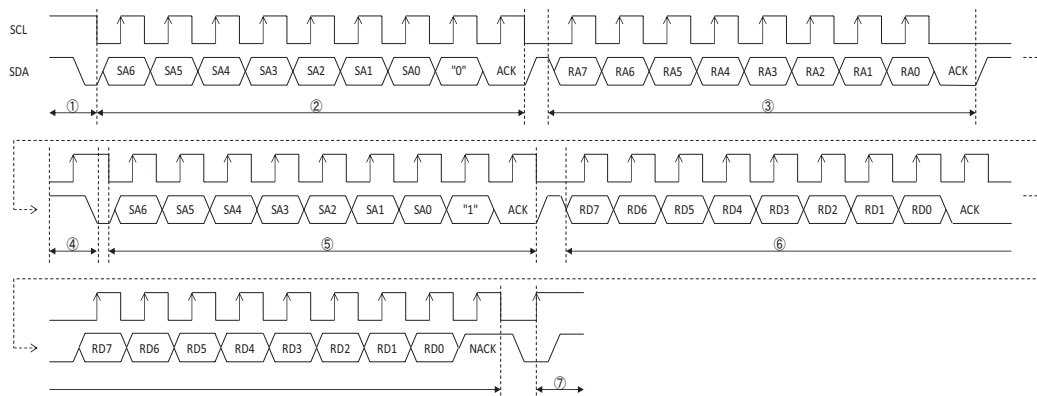 SCL
SDA SA6 SA5 SA4 SA3 SA2 SA1 SA0 "0" ACK RA7 RA6 RA5 RA4 RA3 RA2 RA1 RA0 ACK
① ② ③
SA6 SA5 SA4 SA3 SA2 SA1 SA0 "1" ACK RD7 RD6 RD5 RD4 RD3 RD2 RD1 RD0 ACK
④ ⑤ ⑥
RD7 RD6 RD5 RD4 RD3 RD2 RD1 RD0 NACK
⑦